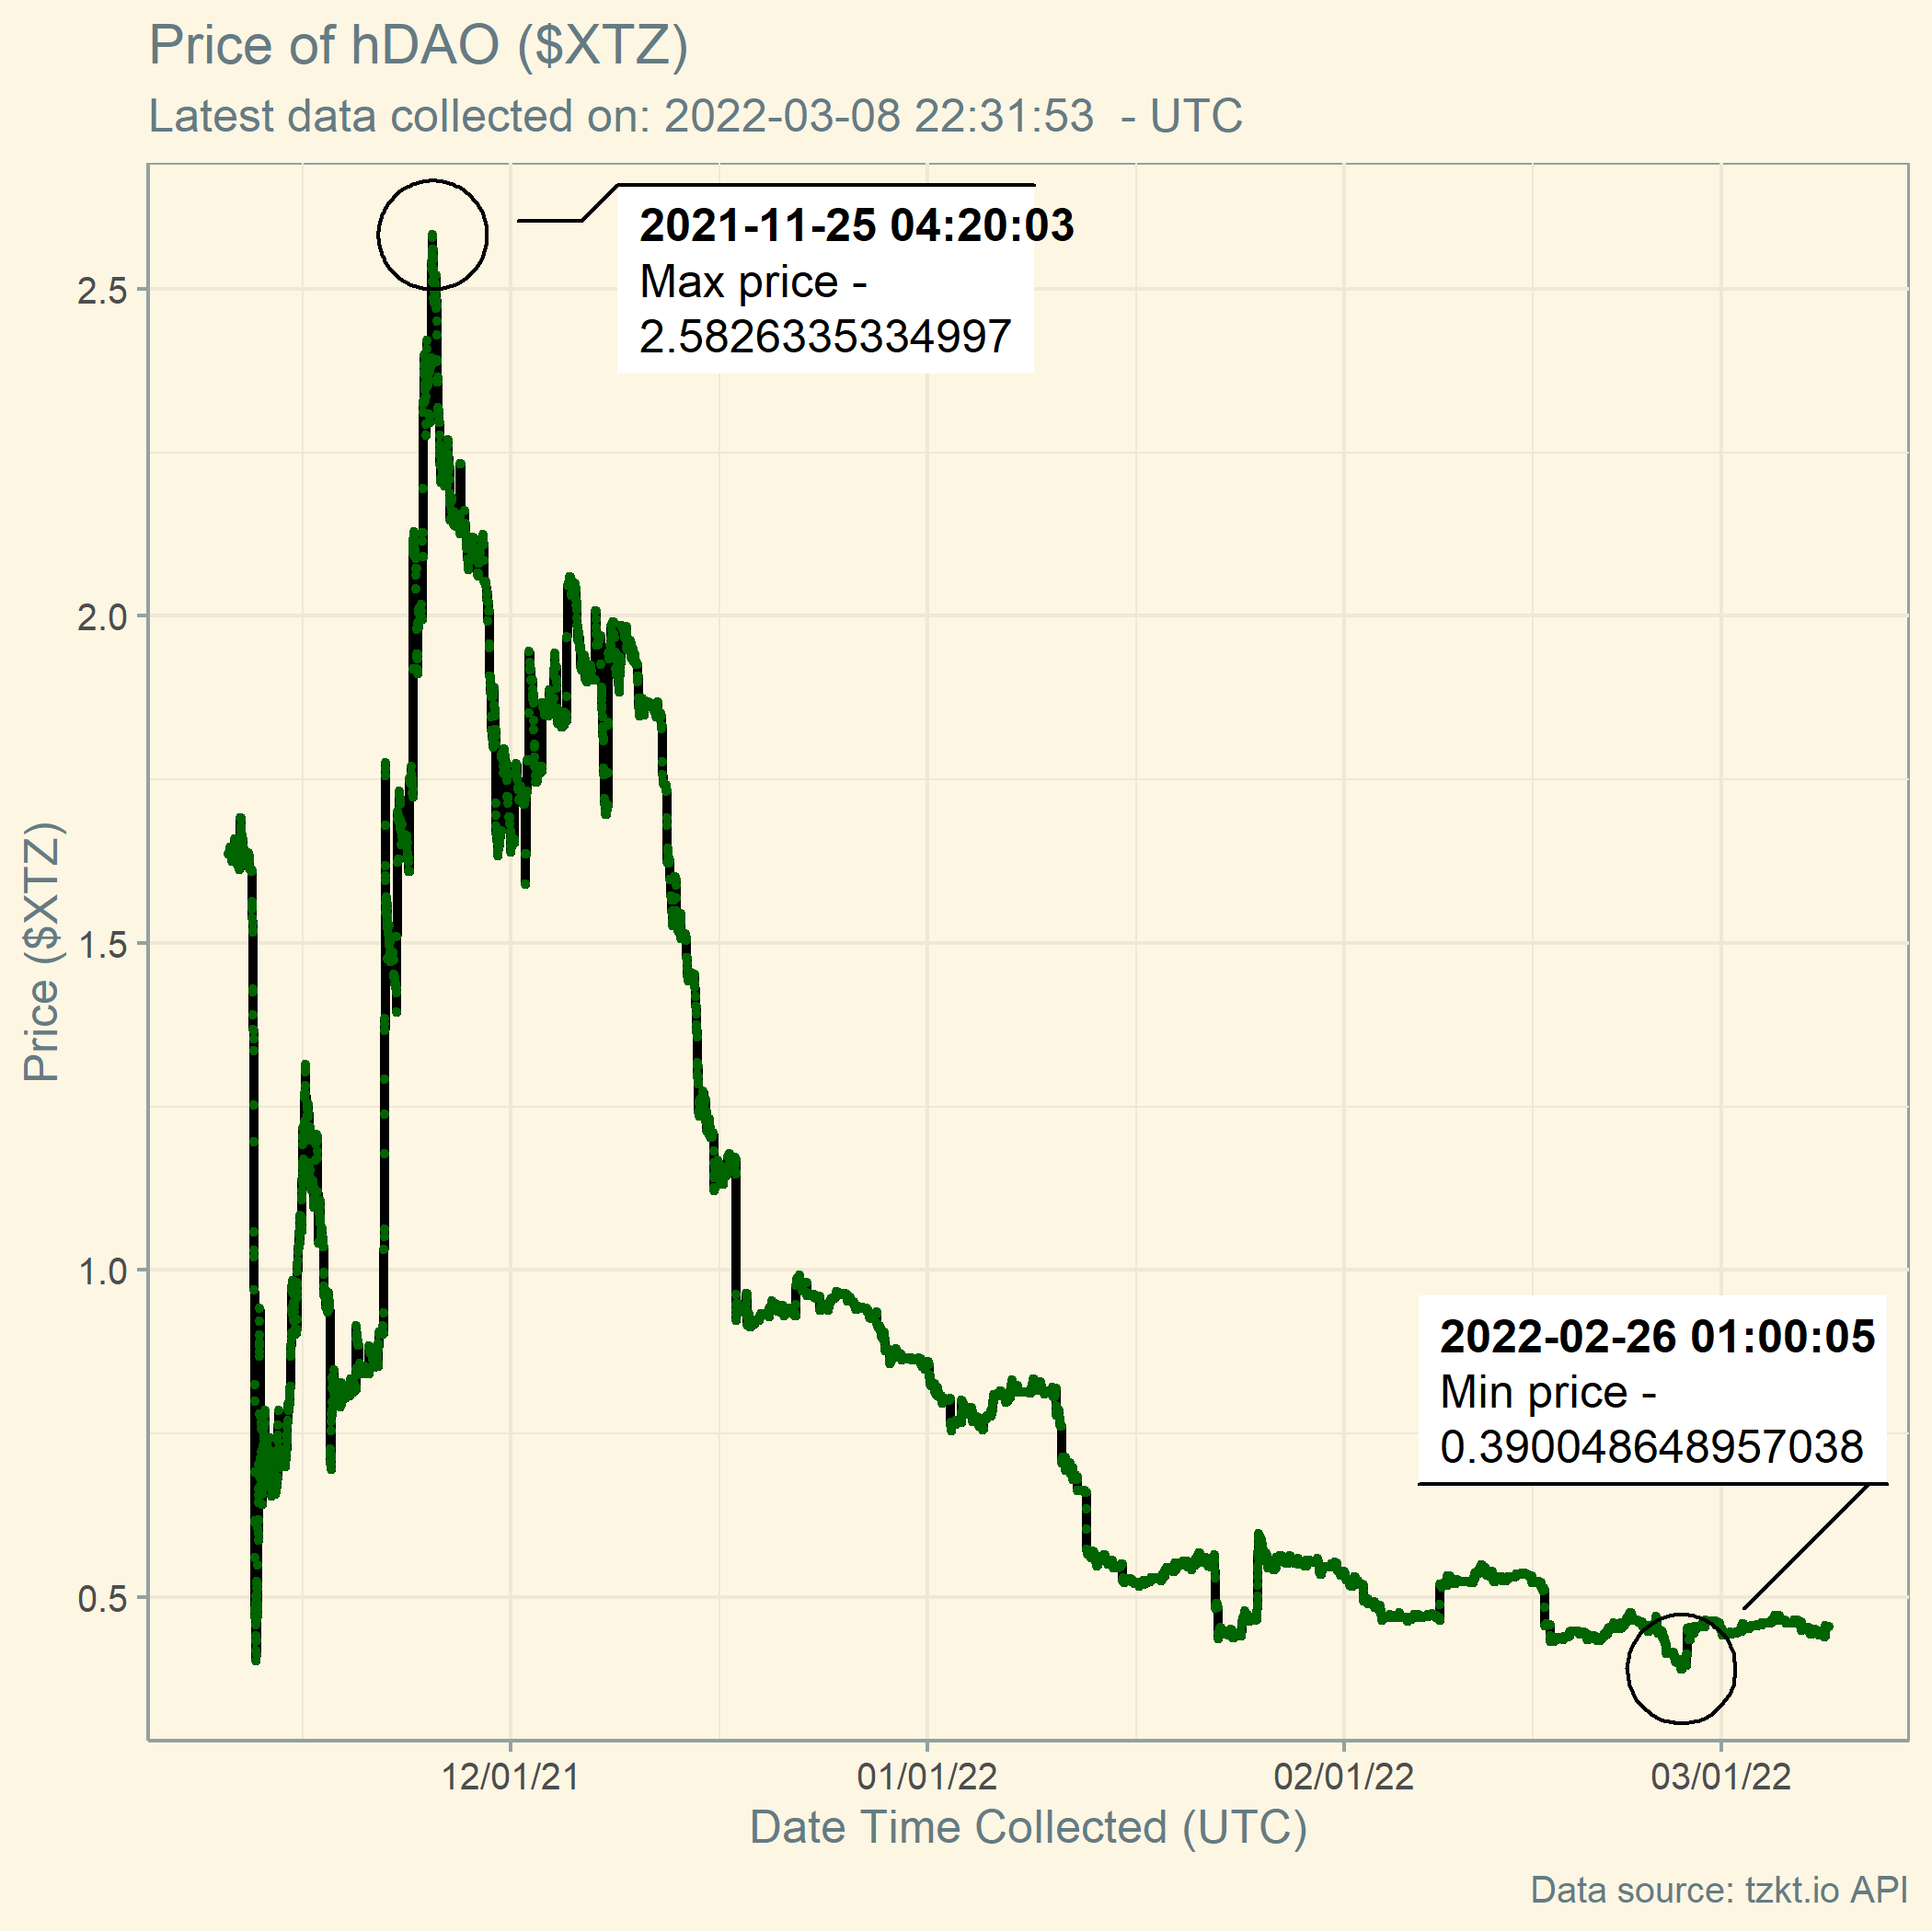 Price of hDAO ($XTZ)
Latest data collected on: 2022-03-08 22:31:53  - UTC
2021-11-25 04:20:03
Max price -
2.5826335334997
2022-02-26 01:00:05
Min price -
0.390048648957038
Price ($XTZ)
2.5
2.0
1.5
1.0
0.5
12/01/21
01/01/22
02/01/22
03/01/22
Date Time Collected (UTC)
Data source: tzkt.io API